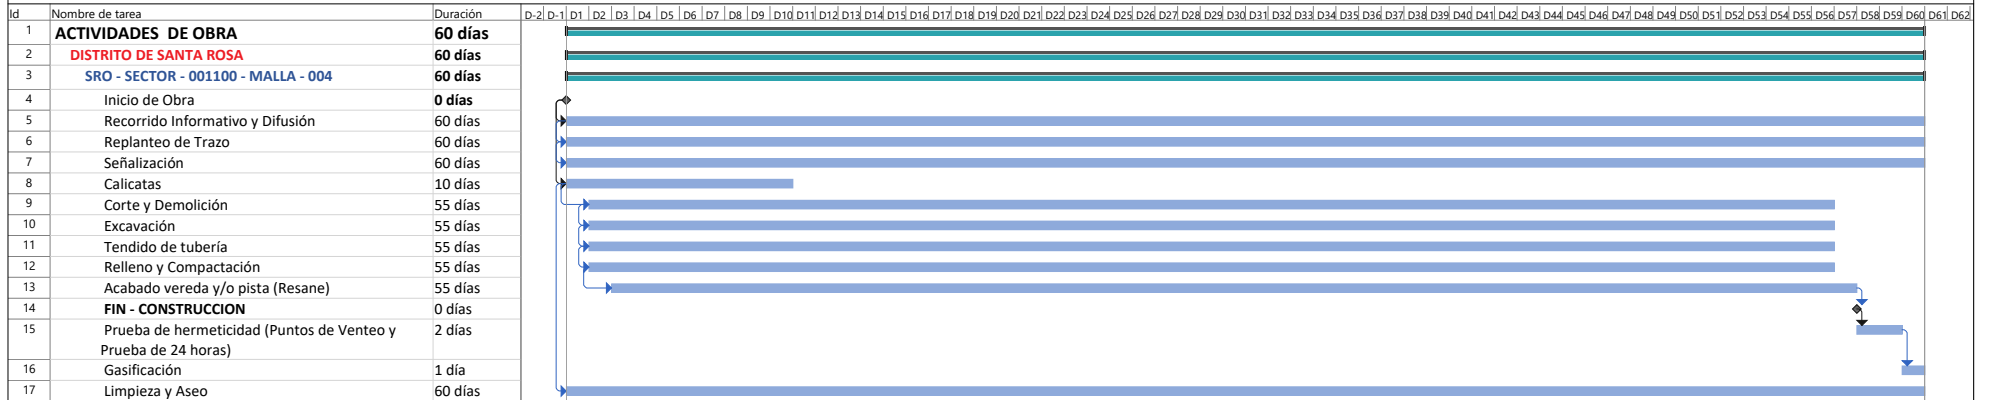 Id Nombre de tarea Duración D-2 D-1 D1 D2 D3 D4 D5 D6 D7 D8 D9 D10 D11 D12 D13 D14 D15 D16 D17 D18 D19 D20 D21 D22 D23 D24 D25 D26 D27 D28 D29 D30 D31 D32 D33 D34 D35 D36 D37 D38 D39 D40 D41 D42 D43 D44 D45 D46 D47 D48 D49 D50 D51 D52 D53 D54 D55 D56 D57 D58 D59 D60 D61 D62
1 ACTIVIDADES DE OBRA 60 días
2 DISTRITO DE SANTA ROSA 60 días
3 SRO - SECTOR - 001100 - MALLA - 004 60 días
4 Inicio de Obra 0 días
5 Recorrido Informativo y Difusión 60 días
6 Replanteo de Trazo 60 días
7 Señalización 60 días
8 Calicatas 10 días
9 Corte y Demolición 55 días
10 Excavación 55 días
11 Tendido de tubería 55 días
12 Relleno y Compactación 55 días
13 Acabado vereda y/o pista (Resane) 55 días
14 FIN - CONSTRUCCION 0 días
15 Prueba de hermeticidad (Puntos de Venteo y 2 días
Prueba de 24 horas)
16 Gasificación 1 día
17 Limpieza y Aseo 60 días